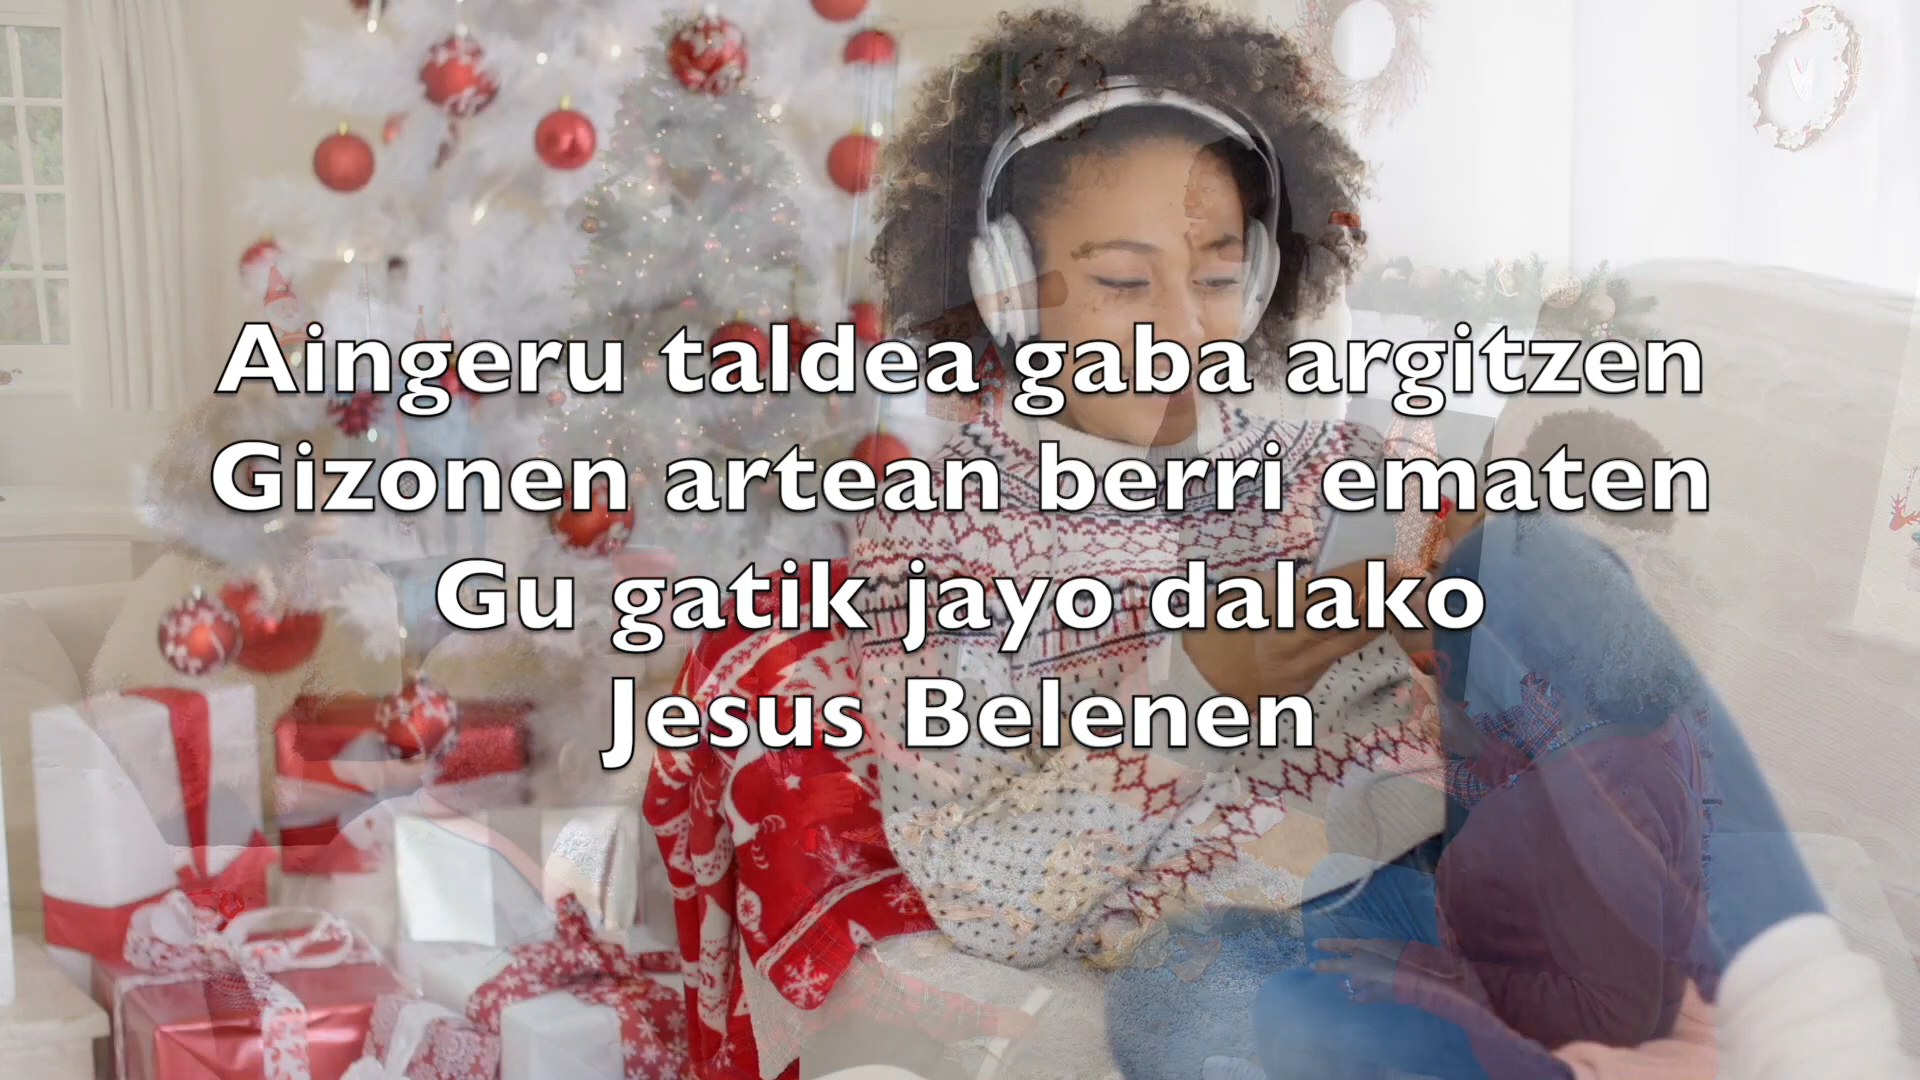 Aingeru taldea gaba argitzen
Gizonen artean berri ematen
Gu gatik jayo dalako
Jesus Belenen